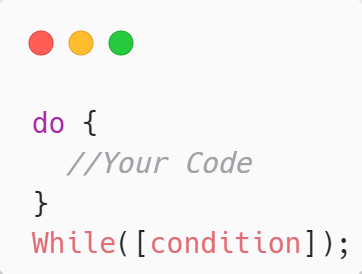 do {
  //Your Code
}
While([condition]);